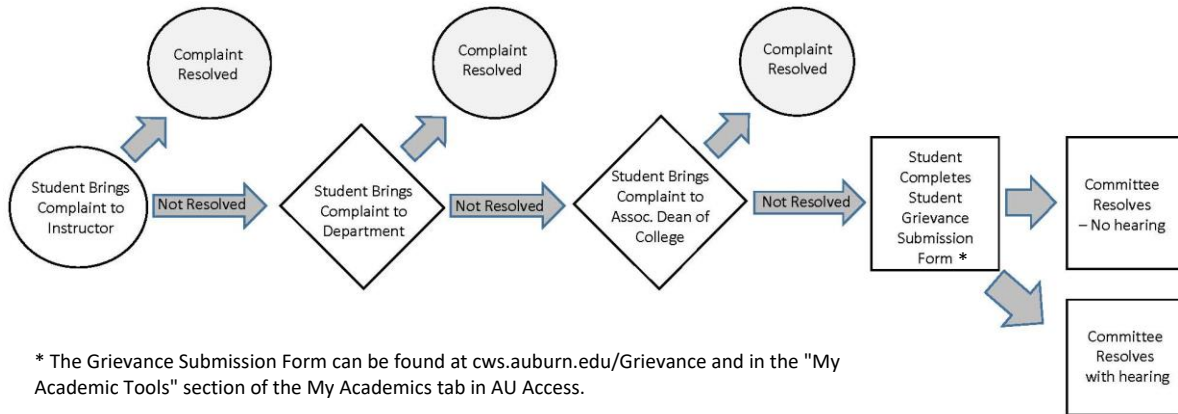 Complaint
Resolved
Complaint
Resolved
Complaint
Resolved
Student Brings
Complaint to
Instructor
Not Resolved
Student Brings
Complaint to
Department
Not Resolved
Student Brings
Complaint to
Assoc. Dean of
College
Not Resolved
Student
Completes
Student
Grievance
Submission
Form *
Committee
Resolves
– No hearing
Committee
Resolves
with hearing
* The Grievance Submission Form can be found at cws.auburn.edu/Grievance and in the "My
Academic Tools" section of the My Academics tab in AU Access.